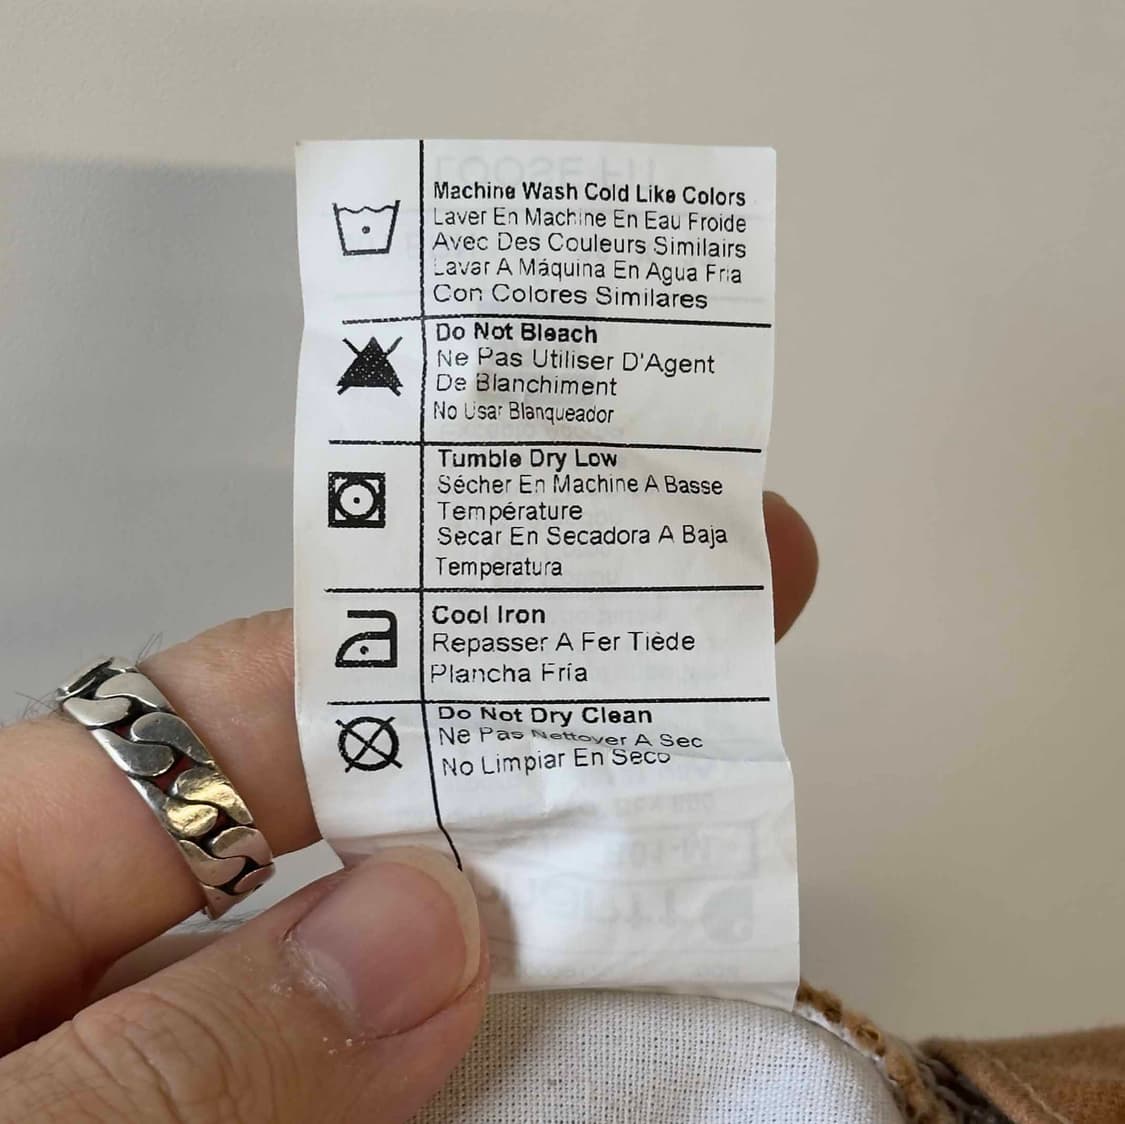 Machine Wash Cold Like Colors
Laver En Machine En Eau Froide
Avec Des Couleurs Similairs
Lavar A Máquina En Agua Fria
Con Colores Similares
Do Not Bleach
Ne Pas Utiliser D'Agent
De Blanchiment
No Usar Blanqueador
Tumble Dry Low
Sécher En Machine A Basse
Température
Secar En Secadora A Baja
Temperatura
Cool Iron
Repasser A Fer Tiède
Plancha Fría
Do Not Dry Clean
Ne Pas Nettoyer A Sec
No Limpiar En Seco
LOOSE FIT